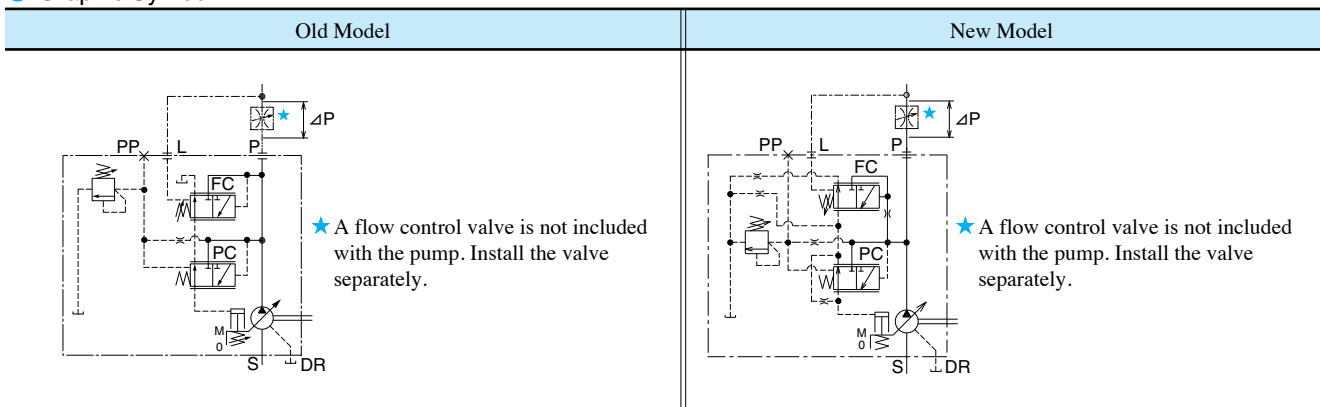 Old Model
New Model
★
⊿P
PP
L
P
FC
PC
★ A flow control valve is not included
with the pump. Install the valve
separately.
M
0
S
DR
★
⊿P
PP
L
P
FC
PC
★ A flow control valve is not included
with the pump. Install the valve
separately.
M
0
S
DR